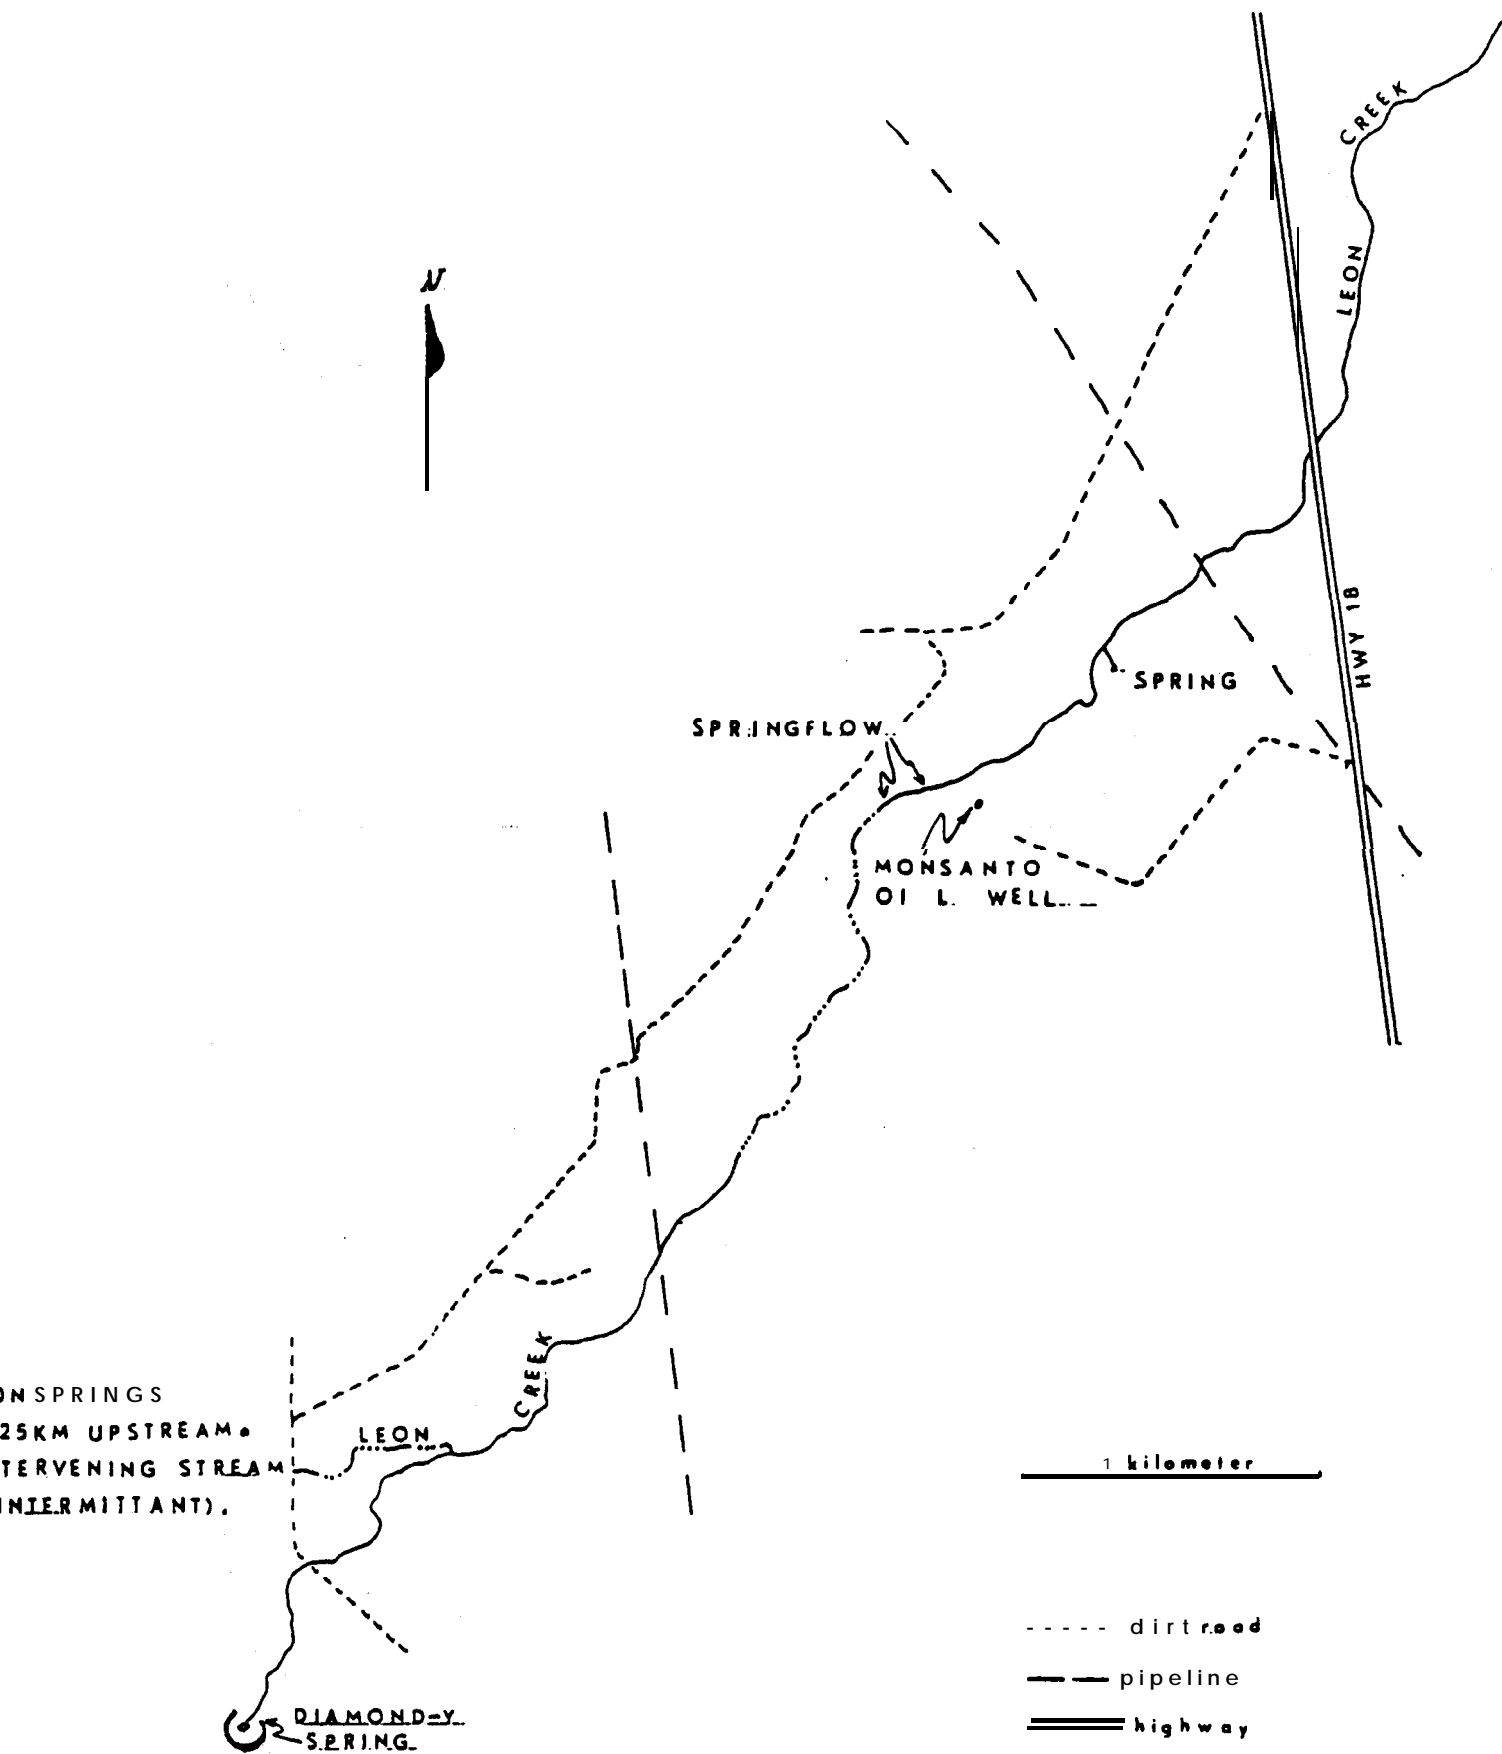 CREEK
LEON
N
HWY 18
SPRING
SPRINGFLOW
MONSANTO
OIL WELL
CREEK
LEON
SPRINGS
25KM UPSTREAM.
STREAM
INTERMITTANT).
1 kilometer
dirt road
pipeline
highway
DIAMOND-Y
SPRING